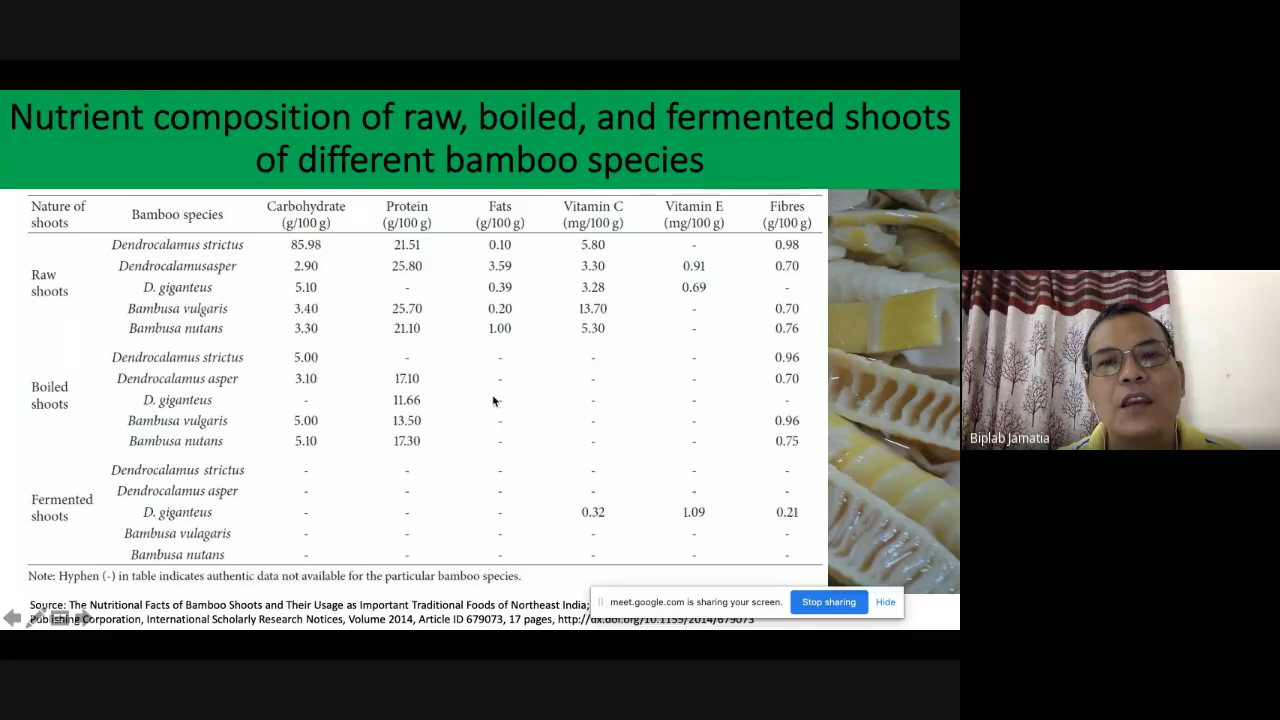 Nutrient composition of raw, boiled, and fermented shoots
of different bamboo species
Nature of shoots Bamboo species Carbohydrate (g/100 g) Protein (g/100 g) Fats (g/100 g) Vitamin C (mg/100 g) Vitamin E (mg/100 g) Fibres (g/100 g)
Raw shoots
Dendrocalamus strictus 85.98 21.51 0.10 5.80 - 0.98
Dendrocalamusasper 2.90 25.80 3.59 3.30 0.91 0.70
D. giganteus 5.10 - 0.39 3.28 0.69 -
Bambusa vulgaris 3.40 25.70 0.20 13.70 - 0.70
Bambusa nutans 3.30 21.10 1.00 5.30 - 0.76
Boiled shoots
Dendrocalamus strictus 5.00 - - - - 0.96
Dendrocalamus asper 3.10 17.10 - - - 0.70
D. giganteus - 11.66 - - - -
Bambusa vulgaris 5.00 13.50 - - - 0.96
Bambusa nutans 5.10 17.30 - - - 0.75
Fermented shoots
Dendrocalamus strictus - - - - - -
Dendrocalamus asper - - - - - -
D. giganteus - - - 0.32 1.09 0.21
Bambusa vulagaris - - - - - -
Bambusa nutans - - - - - -
Note: Hyphen (-) in table indicates authentic data not available for the particular bamboo species.
Source: The Nutritional Facts of Bamboo Shoots and Their Usage as Important Traditional Foods of Northeast India;
Publishing Corporation, International Scholarly Research Notices, Volume 2014, Article ID 679073, 17 pages, http://dx.doi.org/10.1155/2014/679073
meet.google.com is sharing your screen. Stop sharing Hide
Biplab Jamatia